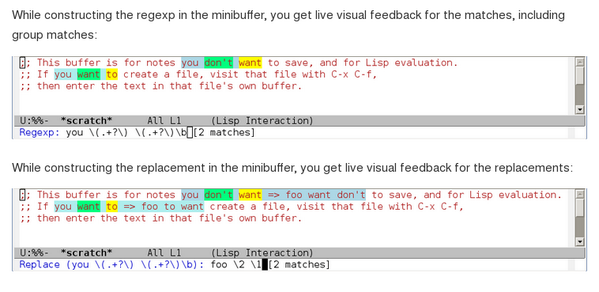 While constructing the regexp in the minibuffer, you get live visual feedback for the matches, including
group matches:
;; This buffer is for notes you don't want to save, and for Lisp evaluation.
;; If you want to create a file, visit that file with C-x C-f,
;; then enter the text in that file's own buffer.
U:%%- *scratch* All L1 (Lisp Interaction)
Regexp: you \(.+?\) \(.+?\)\b [2 matches]
While constructing the replacement in the minibuffer, you get live visual feedback for the replacements:
;; This buffer is for notes you don't want => foo want don't to save, and for Lisp evaluation.
;; If you want to => foo to want create a file, visit that file with C-x C-f,
;; then enter the text in that file's own buffer.
U:%%- *scratch* All L1 (Lisp Interaction)
Replace (you \(.+?\) \(.+?\)\b): foo \2 \1 [2 matches]